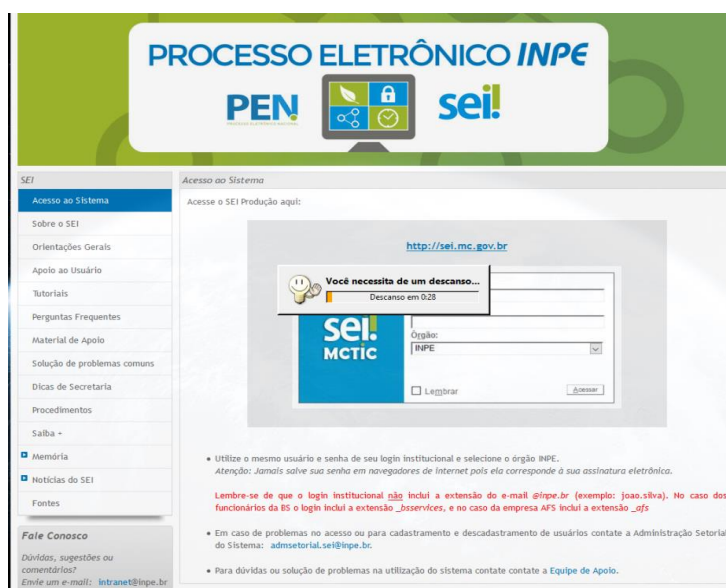 PROCESSO ELETRÔNICO INPE
PEN
PROCESSO ELETRÔNICO NACIONAL
sei!
SEI
Acesso ao Sistema
Sobre o SEI
Orientações Gerais
Apoio ao Usuário
Tutoriais
Perguntas Frequentes
Material de Apoio
Solução de problemas comuns
Dicas de Secretaria
Procedimentos
Saiba +
Memória
Notícias do SEI
Fontes
Fale Conosco
Dúvidas, sugestões ou
comentários?
Envie um e-mail: intranet@inpe.br
Acesso ao Sistema
Acesse o SEI Produção aqui:
http://sei.mc.gov.br
Você necessita de um descanso...
Descanso em 0:28
sei!
MCTIC
Órgão:
INPE
Lembrar
Acessar
Utilize o mesmo usuário e senha de seu login institucional e selecione o órgão INPE.
Atenção: Jamais salve sua senha em navegadores de internet pois ela corresponde à sua assinatura eletrônica.
Lembre-se de que o login institucional não inclui a extensão do e-mail @inpe.br (exemplo: joao.silva). No caso dos
funcionários da BS o login inclui a extensão _bsservices, e no caso da empresa AFS inclui a extensão _afs
Em caso de problemas no acesso ou para cadastramento e descadastramento de usuários contate a Administração Setorial
do Sistema: admsetorial.sei@inpe.br.
Para dúvidas ou solução de problemas na utilização do sistema contate contate a Equipe de Apoio.